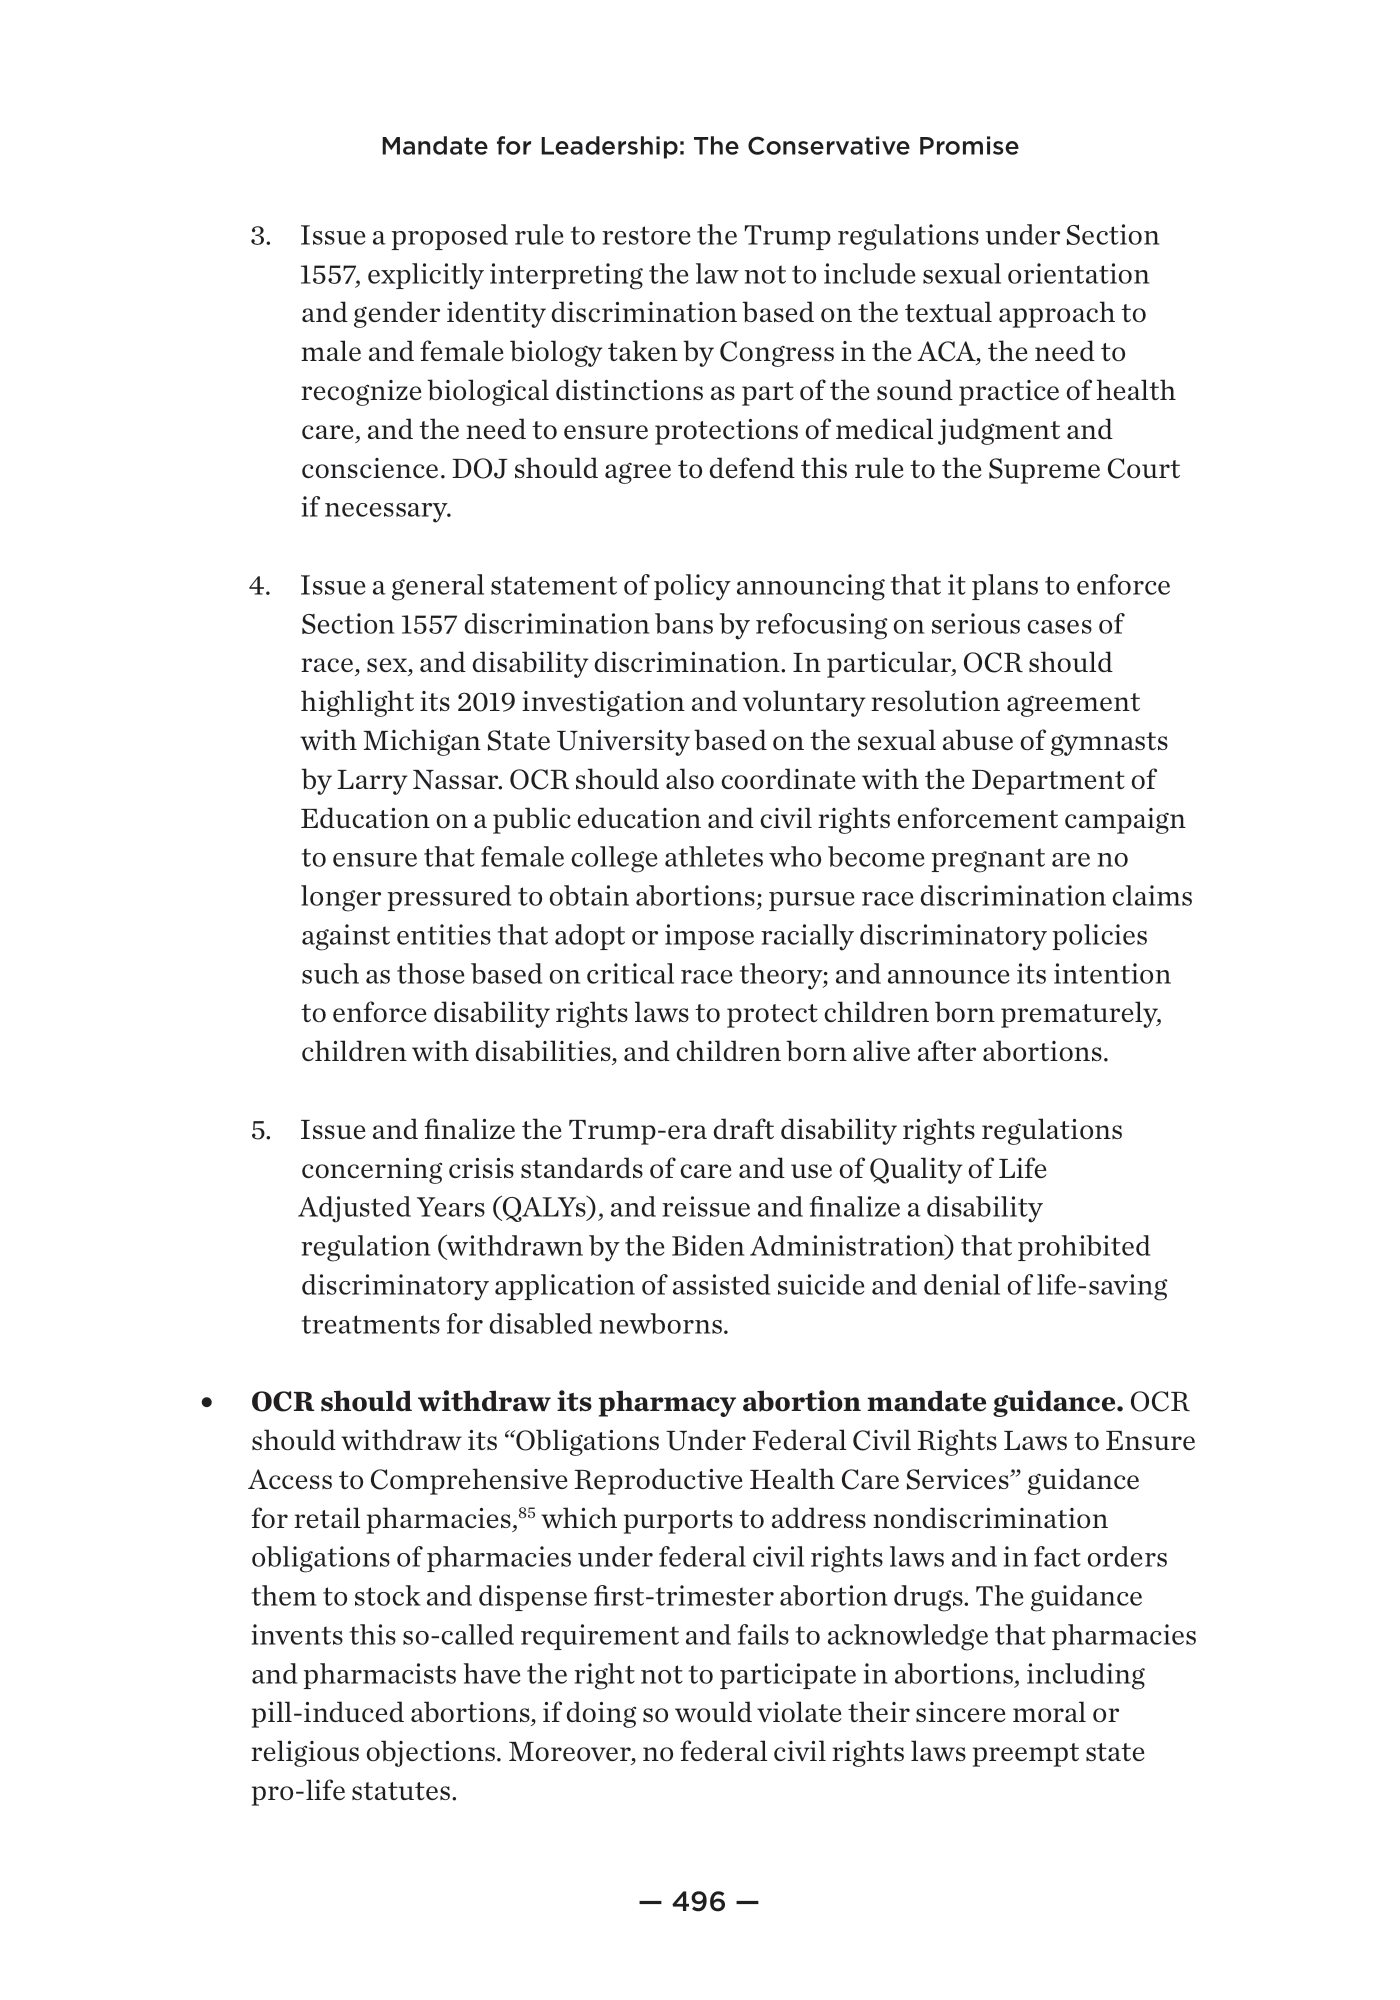 Mandate for Leadership: The Conservative Promise
3. Issue a proposed rule to restore the Trump regulations under Section
1557, explicitly interpreting the law not to include sexual orientation
and gender identity discrimination based on the textual approach to
male and female biology taken by Congress in the ACA, the need to
recognize biological distinctions as part of the sound practice of health
care, and the need to ensure protections of medical judgment and
conscience. DOJ should agree to defend this rule to the Supreme Court
if necessary.
4. Issue a general statement of policy announcing that it plans to enforce
Section 1557 discrimination bans by refocusing on serious cases of
race, sex, and disability discrimination. In particular, OCR should
highlight its 2019 investigation and voluntary resolution agreement
with Michigan State University based on the sexual abuse of gymnasts
by Larry Nassar. OCR should also coordinate with the Department of
Education on a public education and civil rights enforcement campaign
to ensure that female college athletes who become pregnant are no
longer pressured to obtain abortions; pursue race discrimination claims
against entities that adopt or impose racially discriminatory policies
such as those based on critical race theory; and announce its intention
to enforce disability rights laws to protect children born prematurely,
children with disabilities, and children born alive after abortions.
5. Issue and finalize the Trump-era draft disability rights regulations
concerning crisis standards of care and use of Quality of Life
Adjusted Years (QALYs), and reissue and finalize a disability
regulation (withdrawn by the Biden Administration) that prohibited
discriminatory application of assisted suicide and denial of life-saving
treatments for disabled newborns.
• OCR should withdraw its pharmacy abortion mandate guidance. OCR
should withdraw its “Obligations Under Federal Civil Rights Laws to Ensure
Access to Comprehensive Reproductive Health Care Services” guidance
for retail pharmacies,85 which purports to address nondiscrimination
obligations of pharmacies under federal civil rights laws and in fact orders
them to stock and dispense first-trimester abortion drugs. The guidance
invents this so-called requirement and fails to acknowledge that pharmacies
and pharmacists have the right not to participate in abortions, including
pill-induced abortions, if doing so would violate their sincere moral or
religious objections. Moreover, no federal civil rights laws preempt state
pro-life statutes.
— 496 —